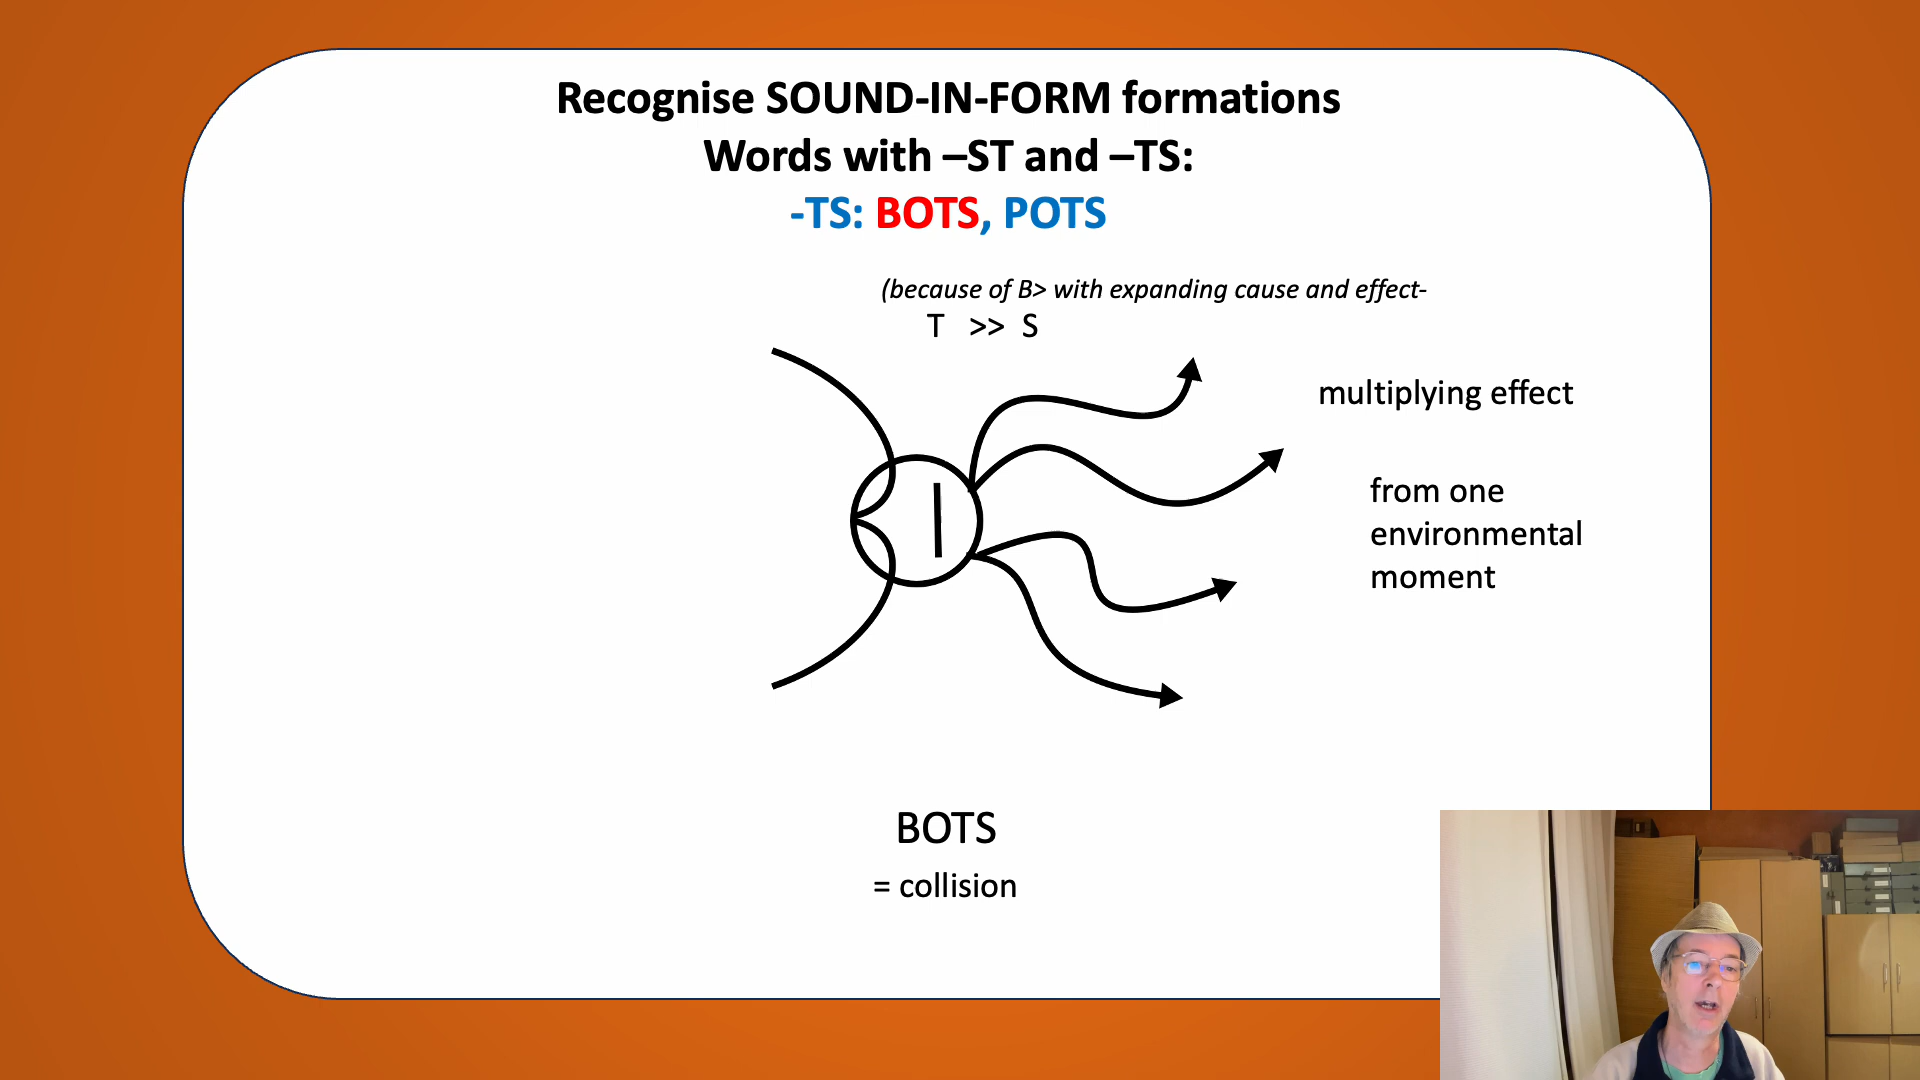 Recognise SOUND-IN-FORM formations
Words with –ST and –TS:
-TS: BOTS, POTS
(because of B> with expanding cause and effect-
T >> S
multiplying effect
from one
environmental
moment
BOTS
= collision